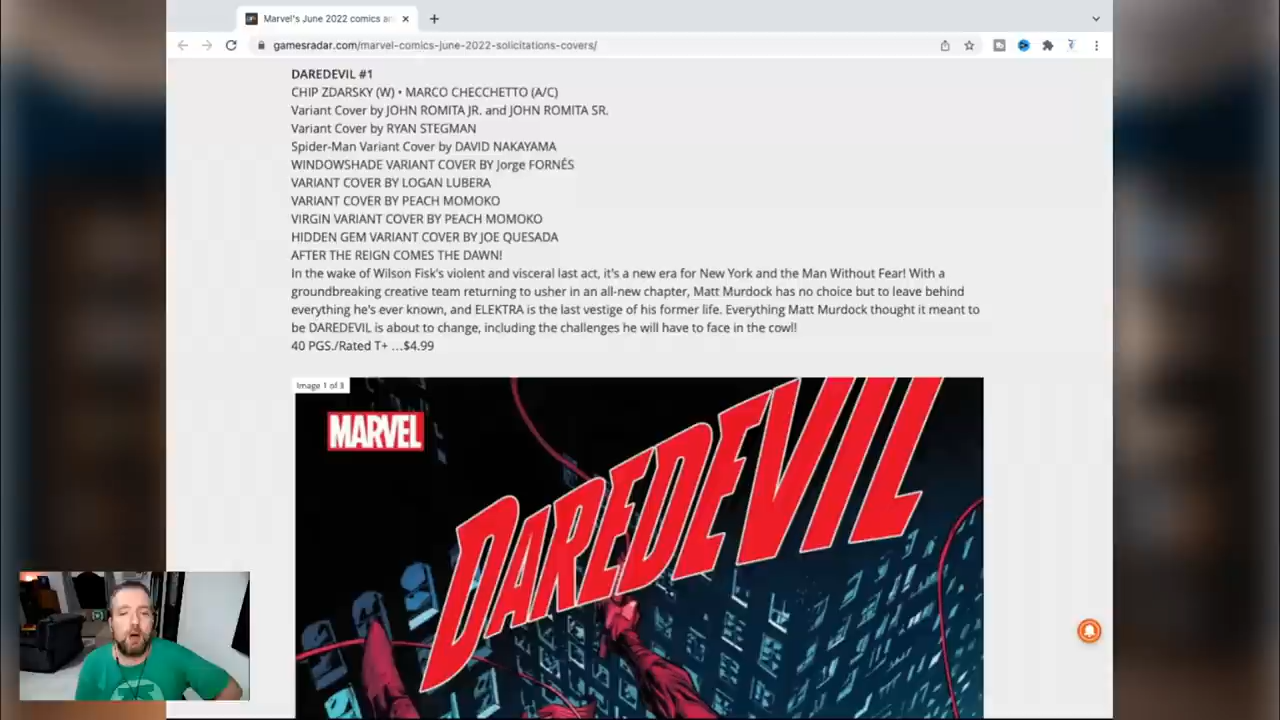 Marvel's June 2022 comics an
gamesradar.com/marvel-comics-june-2022-solicitations-covers/
DAREDEVIL #1
CHIP ZDARSKY (W) • MARCO CHECCHETTO (A/C)
Variant Cover by JOHN ROMITA JR. and JOHN ROMITA SR.
Variant Cover by RYAN STEGMAN
Spider-Man Variant Cover by DAVID NAKAYAMA
WINDOWSHADE VARIANT COVER BY Jorge FORNÉS
VARIANT COVER BY LOGAN LUBERA
VARIANT COVER BY PEACH MOMOKO
VIRGIN VARIANT COVER BY PEACH MOMOKO
HIDDEN GEM VARIANT COVER BY JOE QUESADA
AFTER THE REIGN COMES THE DAWN!
In the wake of Wilson Fisk's violent and visceral last act, it's a new era for New York and the Man Without Fear! With a
groundbreaking creative team returning to usher in an all-new chapter, Matt Murdock has no choice but to leave behind
everything he's ever known, and ELEKTRA is the last vestige of his former life. Everything Matt Murdock thought it meant to
be DAREDEVIL is about to change, including the challenges he will have to face in the cowl!
40 PGS./Rated T+ …$4.99
Image 1 of 3
MARVEL
DAREDEVIL